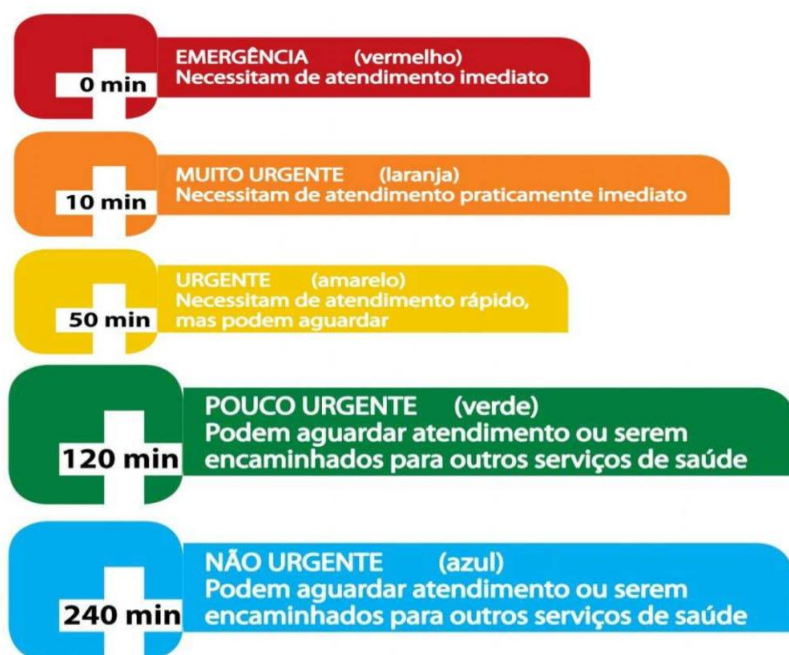 EMERGÊNCIA (vermelho)
Necessitam de atendimento imediato
0 min
MUITO URGENTE (laranja)
Necessitam de atendimento praticamente imediato
10 min
URGENTE (amarelo)
Necessitam de atendimento rápido,
mas podem aguardar
50 min
POUCO URGENTE (verde)
Podem aguardar atendimento ou serem
encaminhados para outros serviços de saúde
120 min
NÃO URGENTE (azul)
Podem aguardar atendimento ou serem
encaminhados para outros serviços de saúde
240 min